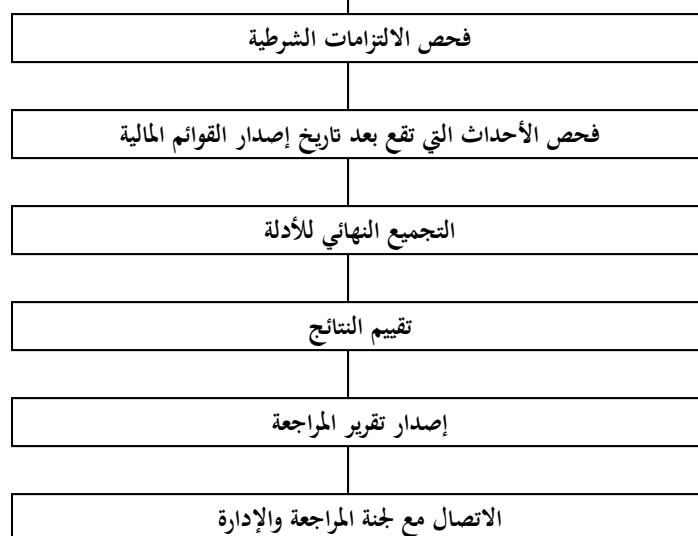 فحص الالتزامات الشرطية
فحص الأحداث التي تقع بعد تاريخ إصدار القوائم المالية
التجميع النهائي للأدلة
تقييم النتائج
إصدار تقرير المراجعة
الاتصال مع لجنة المراجعة والإدارة